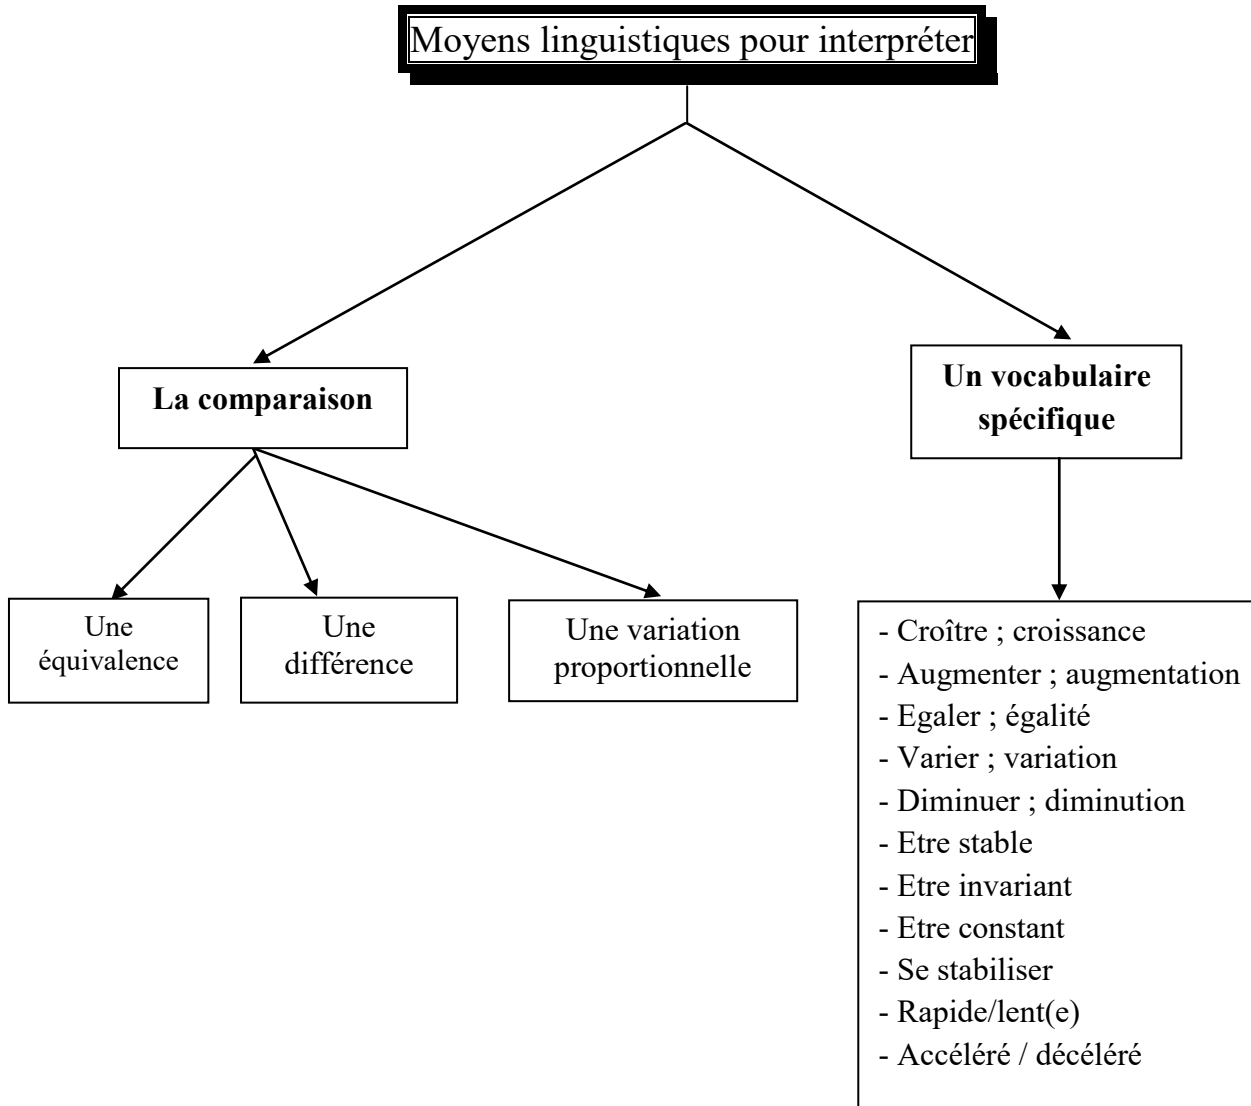 Moyens linguistiques pour interpréter
La comparaison
Un vocabulaire
spécifique
Une
équivalence
Une
différence
Une variation
proportionnelle
- Croître ; croissance
- Augmenter ; augmentation
- Egaler ; égalité
- Varier ; variation
- Diminuer ; diminution
- Etre stable
- Etre invariant
- Etre constant
- Se stabiliser
- Rapide/lent(e)
- Accéléré / décéléré